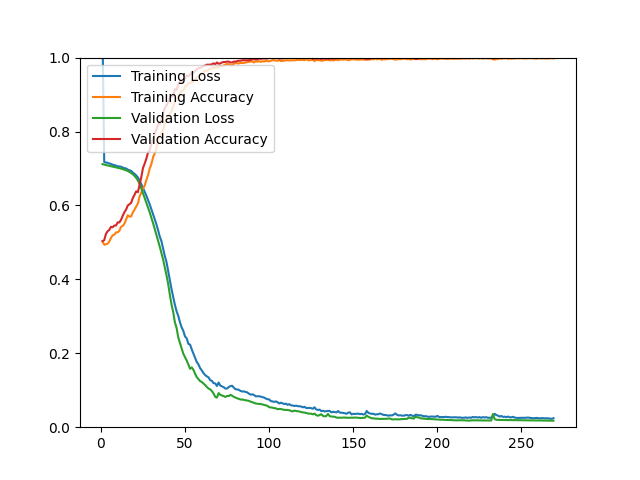 1.0
0.8
0.6
0.4
0.2
0.0
Training Loss
Training Accuracy
Validation Loss
Validation Accuracy
0 50 100 150 200 250